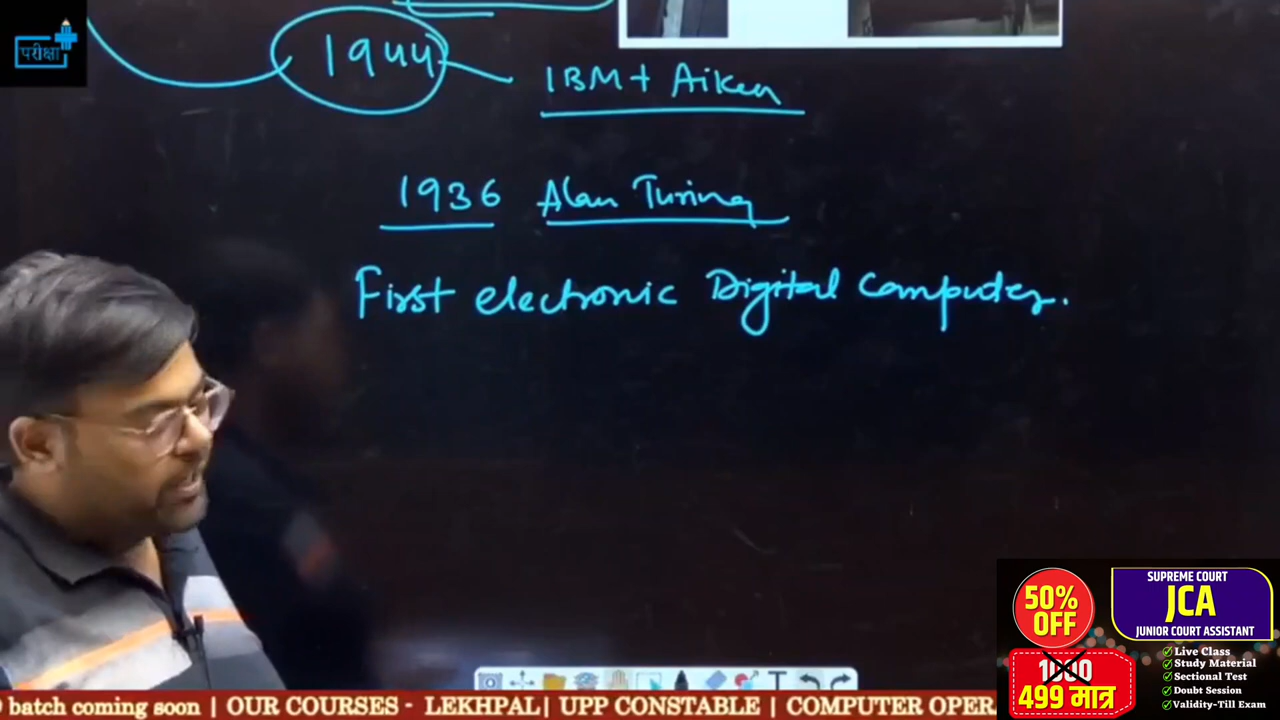 परीक्षा
1944
IBM + Aiken
1936 Alan Turing
First electronic Digital Computer.
50%
OFF
1000
499 मात्र
SUPREME COURT
JCA
JUNIOR COURT ASSISTANT
Live Class
Study Material
Sectional Test
Doubt Session
Validity-Till Exam
batch coming soon | OUR COURSES - LEKHPAL| UPP CONSTABLE | COMPUTER OPERA